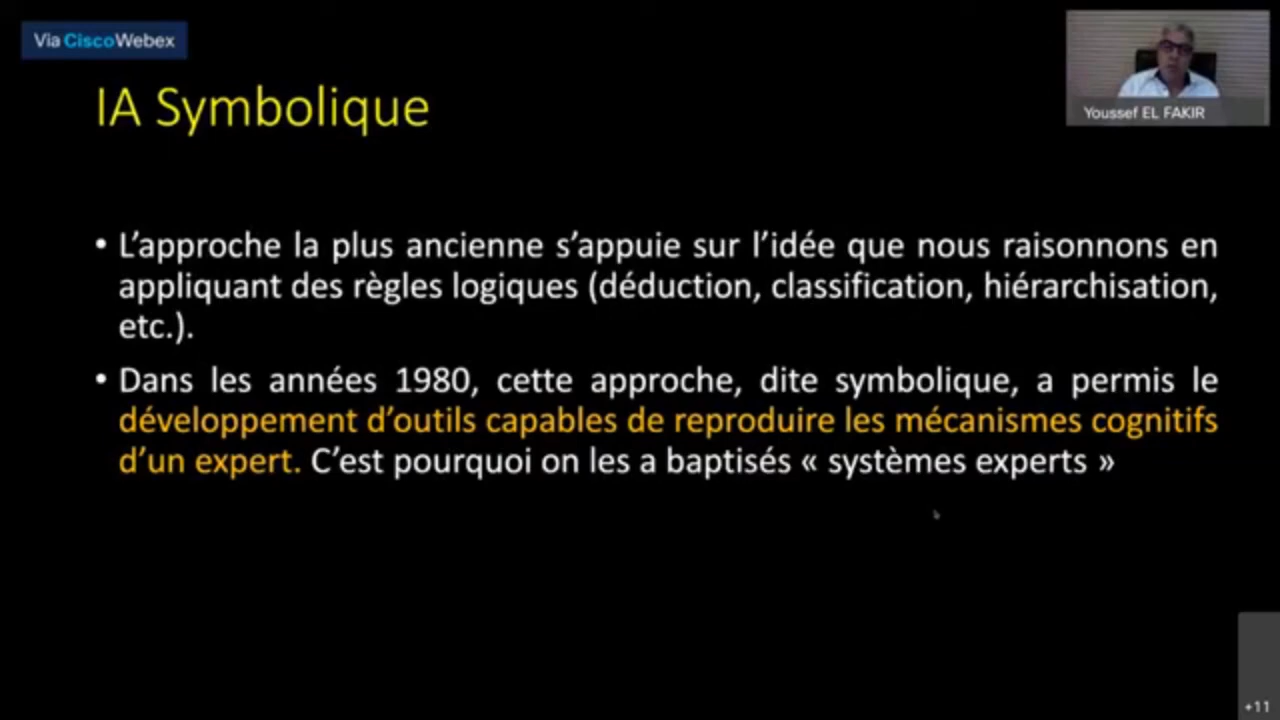 Via CiscoWebex
Youssef EL FAKIR
IA Symbolique
• L’approche la plus ancienne s’appuie sur l’idée que nous raisonnons en
appliquant des règles logiques (déduction, classification, hiérarchisation,
etc.).
• Dans les années 1980, cette approche, dite symbolique, a permis le
développement d’outils capables de reproduire les mécanismes cognitifs
d’un expert. C’est pourquoi on les a baptisés « systèmes experts »
+11